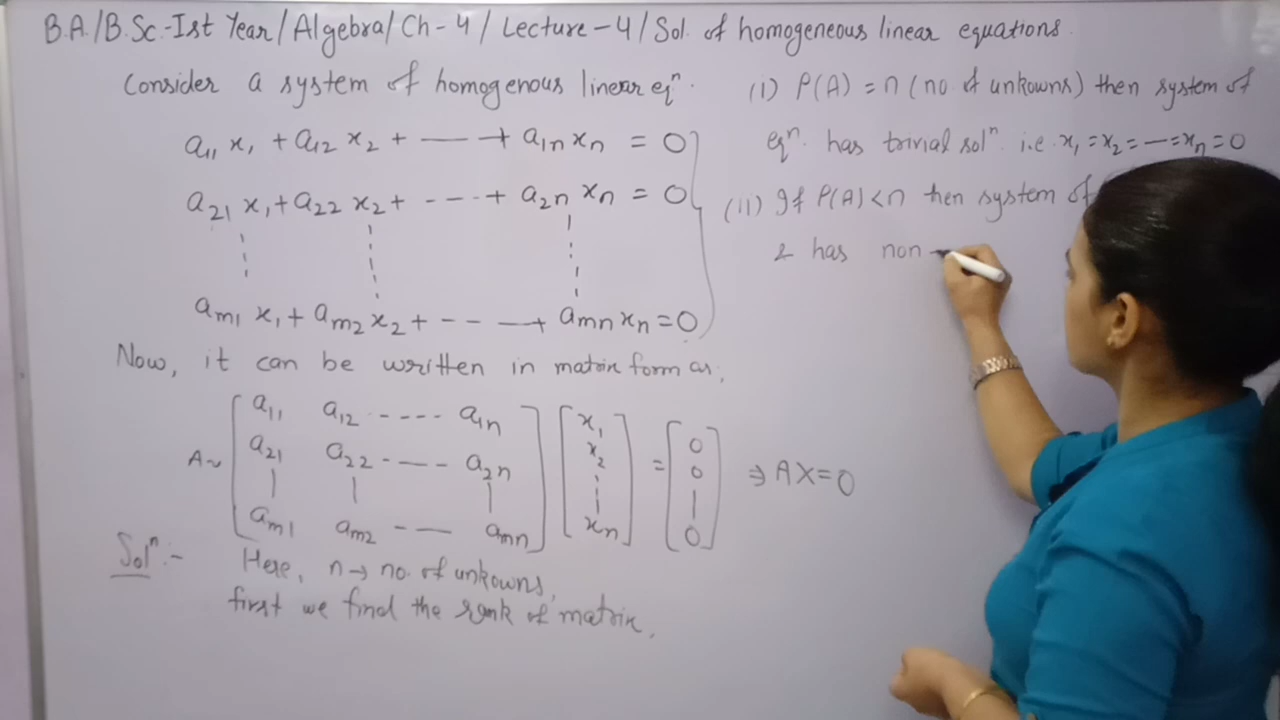 B.A./B.Sc.-Ist Year/Algebra/Ch-4/Lecture-4/Sol. of homogeneous linear equations.
Consider a system of homogenous linear eqⁿ.
a₁₁ x₁ + a₁₂ x₂ + —— + a₁ₙ xₙ = 0
a₂₁ x₁ + a₂₂ x₂ + - - - + a₂ₙ xₙ = 0
aₘ₁ x₁ + aₘ₂ x₂ + - - — + aₘₙ xₙ = 0
Now, it can be written in matrix form as,
A~ [a₁₁ a₁₂ - - - - a₁ₙ] [x₁] = [0]
[a₂₁ a₂₂ - — - - a₂ₙ] [x₂] [0] ⇒ AX=0
[aₘ₁ aₘ₂ - - — aₘₙ] [xₙ] [0]
Solⁿ:-
Here, n → no. of unkowns,
first we find the rank of matrix,
(i) ρ(A) = n (no of unkowns) then system of
eqⁿ. has trivial solⁿ. i.e. x₁ = x₂ = - — = xₙ = 0
(ii) If ρ(A) < n then system of
2 has non -